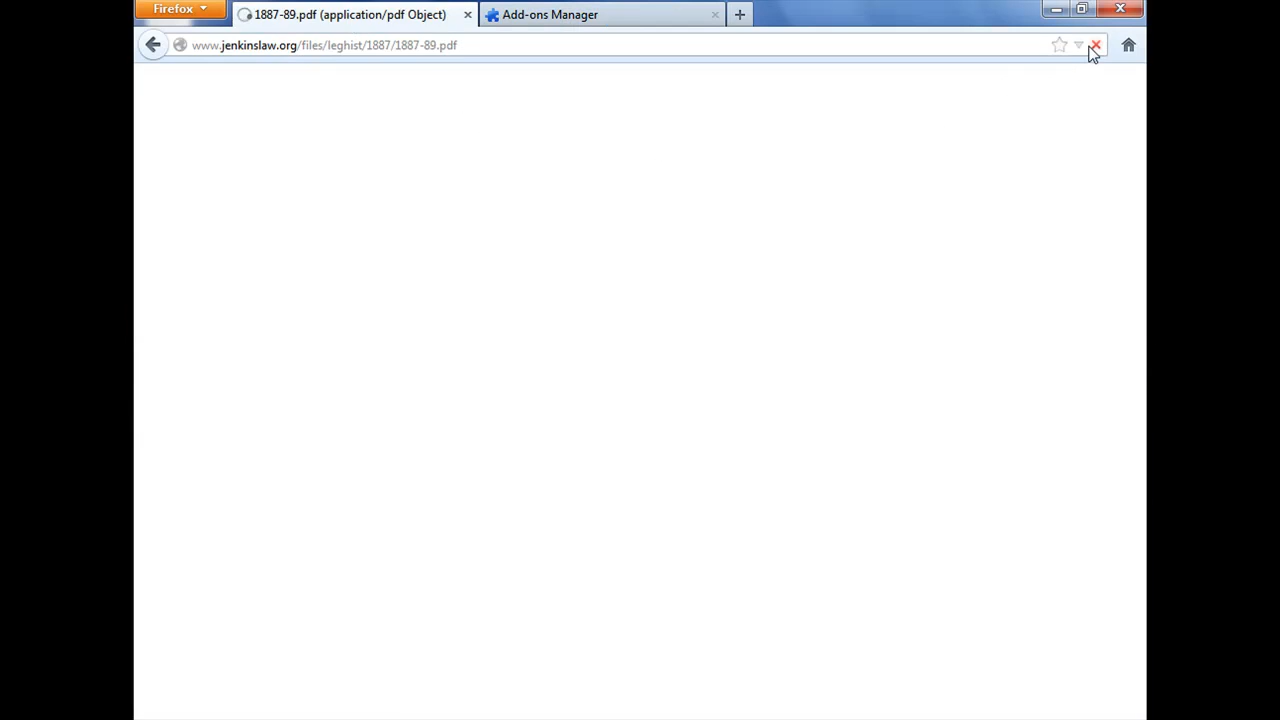 Firefox
1887-89.pdf (application/pdf Object)
Add-ons Manager
www.jenkinslaw.org/files/leghist/1887/1887-89.pdf